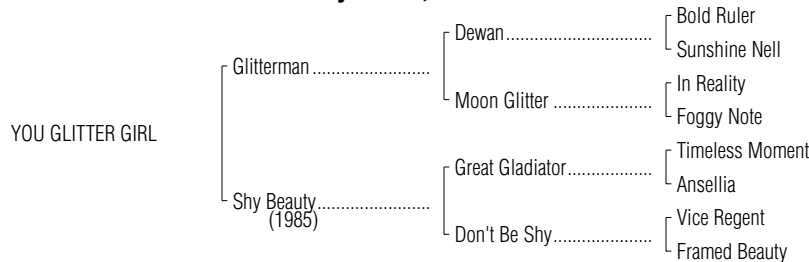 Dewan..............................
Bold Ruler
Sunshine Nell
Glitterman ........................
Moon Glitter ....................
In Reality
Foggy Note
YOU GLITTER GIRL
Great Gladiator.................
Timeless Moment
Ansellia
Shy Beauty.......................
(1985)
Don't Be Shy....................
Vice Regent
Framed Beauty